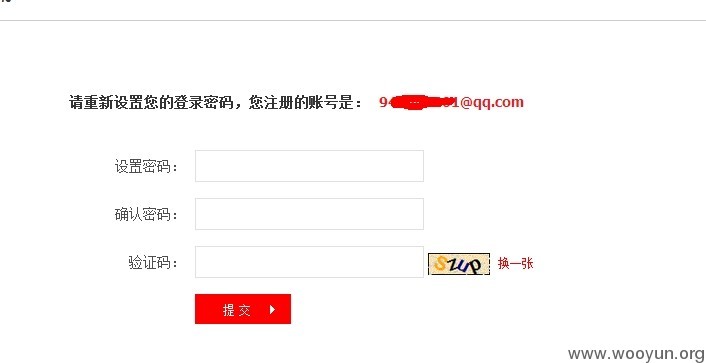 请重新设置您的登录密码，您注册的账号是： 1@qq.com
设置密码：
确认密码：
验证码： szup 换一张
提 交
www.wooyun.org